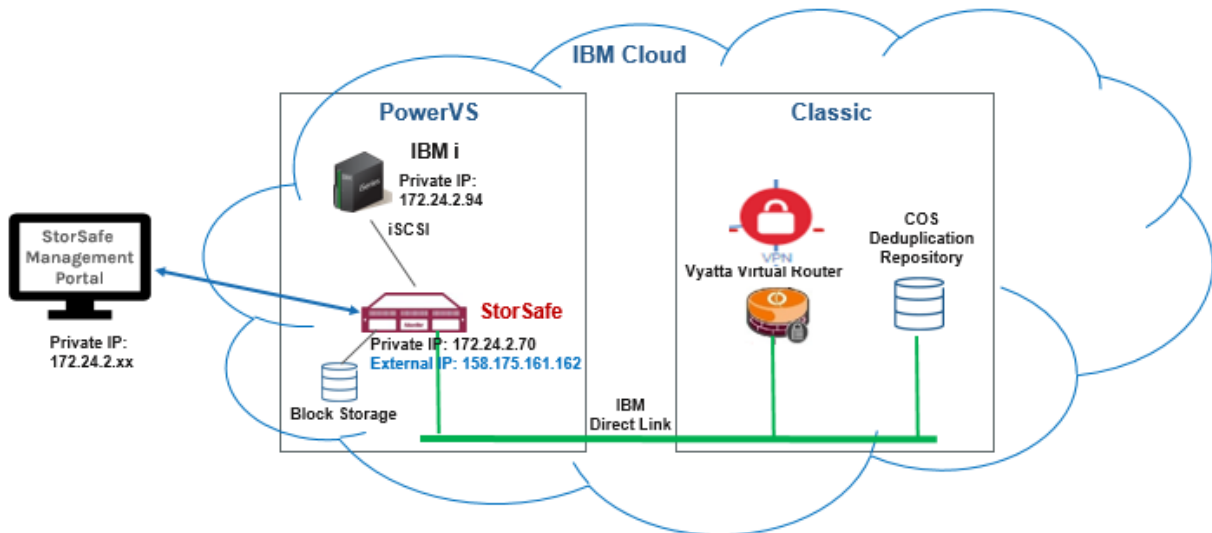 IBM Cloud
PowerVS
Classic
IBM i
Private IP:
172.24.2.94
iSeries
iSCSI
StorSafe
Management
Portal
Private IP:
172.24.2.xx
StorSafe
Private IP: 172.24.2.70
External IP: 158.175.161.162
Block Storage
VPN
Vyatta Virtual Router
COS
Deduplication
Repository
IBM
Direct Link